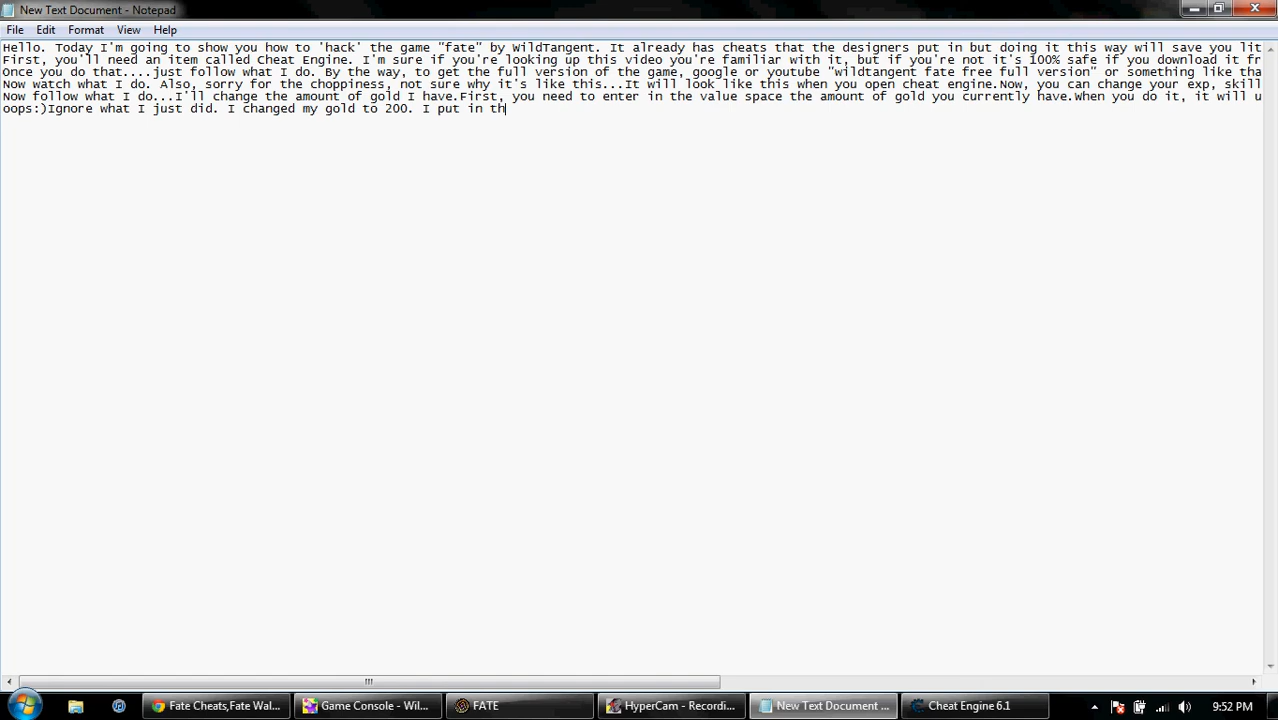 New Text Document - Notepad
File Edit Format View Help
Hello. Today I'm going to show you how to 'hack' the game "fate" by WildTangent. It already has cheats that the designers put in but doing it this way will save you lit
First, you'll need an item called Cheat Engine. I'm sure if you're looking up this video you're familiar with it, but if you're not it's 100% safe if you download it fr
Once you do that....just follow what I do. By the way, to get the full version of the game, google or youtube "wildtangent fate free full version" or something like tha
Now watch what I do. Also, sorry for the choppiness, not sure why it's like this...It will look like this when you open cheat engine.Now, you can change your exp, skill
Now follow what I do...I'll change the amount of gold I have.First, you need to enter in the value space the amount of gold you currently have.When you do it, it will u
oops:)Ignore what I just did. I changed my gold to 200. I put in th
Fate Cheats,Fate Wal... Game Console - Wil... FATE HyperCam - Recordi... New Text Document ... Cheat Engine 6.1 9:52 PM